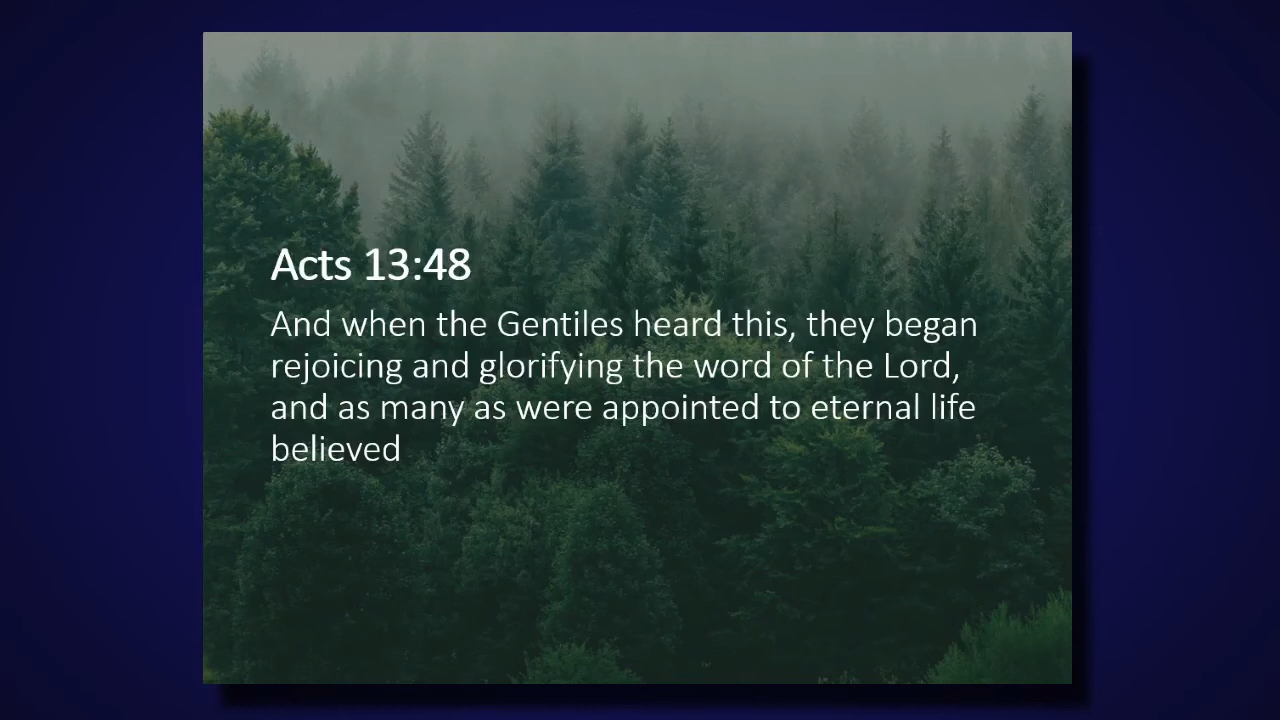 Acts 13:48
And when the Gentiles heard this, they began
rejoicing and glorifying the word of the Lord,
and as many as were appointed to eternal life
believed